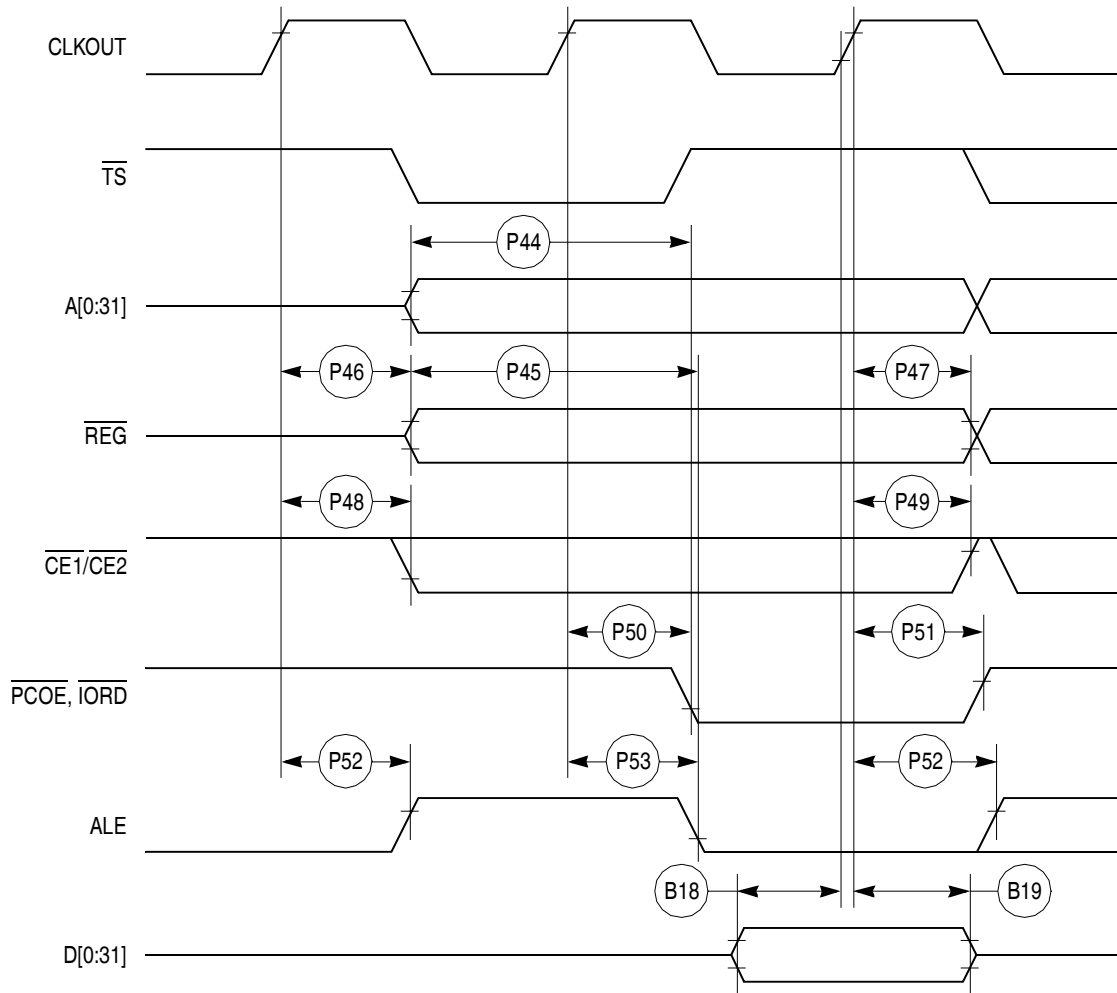 CLKOUT
TS
P44
A[0:31]
P46 P45 P47
REG
P48 P49
CE1/CE2
P50 P51
PCOE, IORD
P52 P53 P52
ALE
B18 B19
D[0:31]